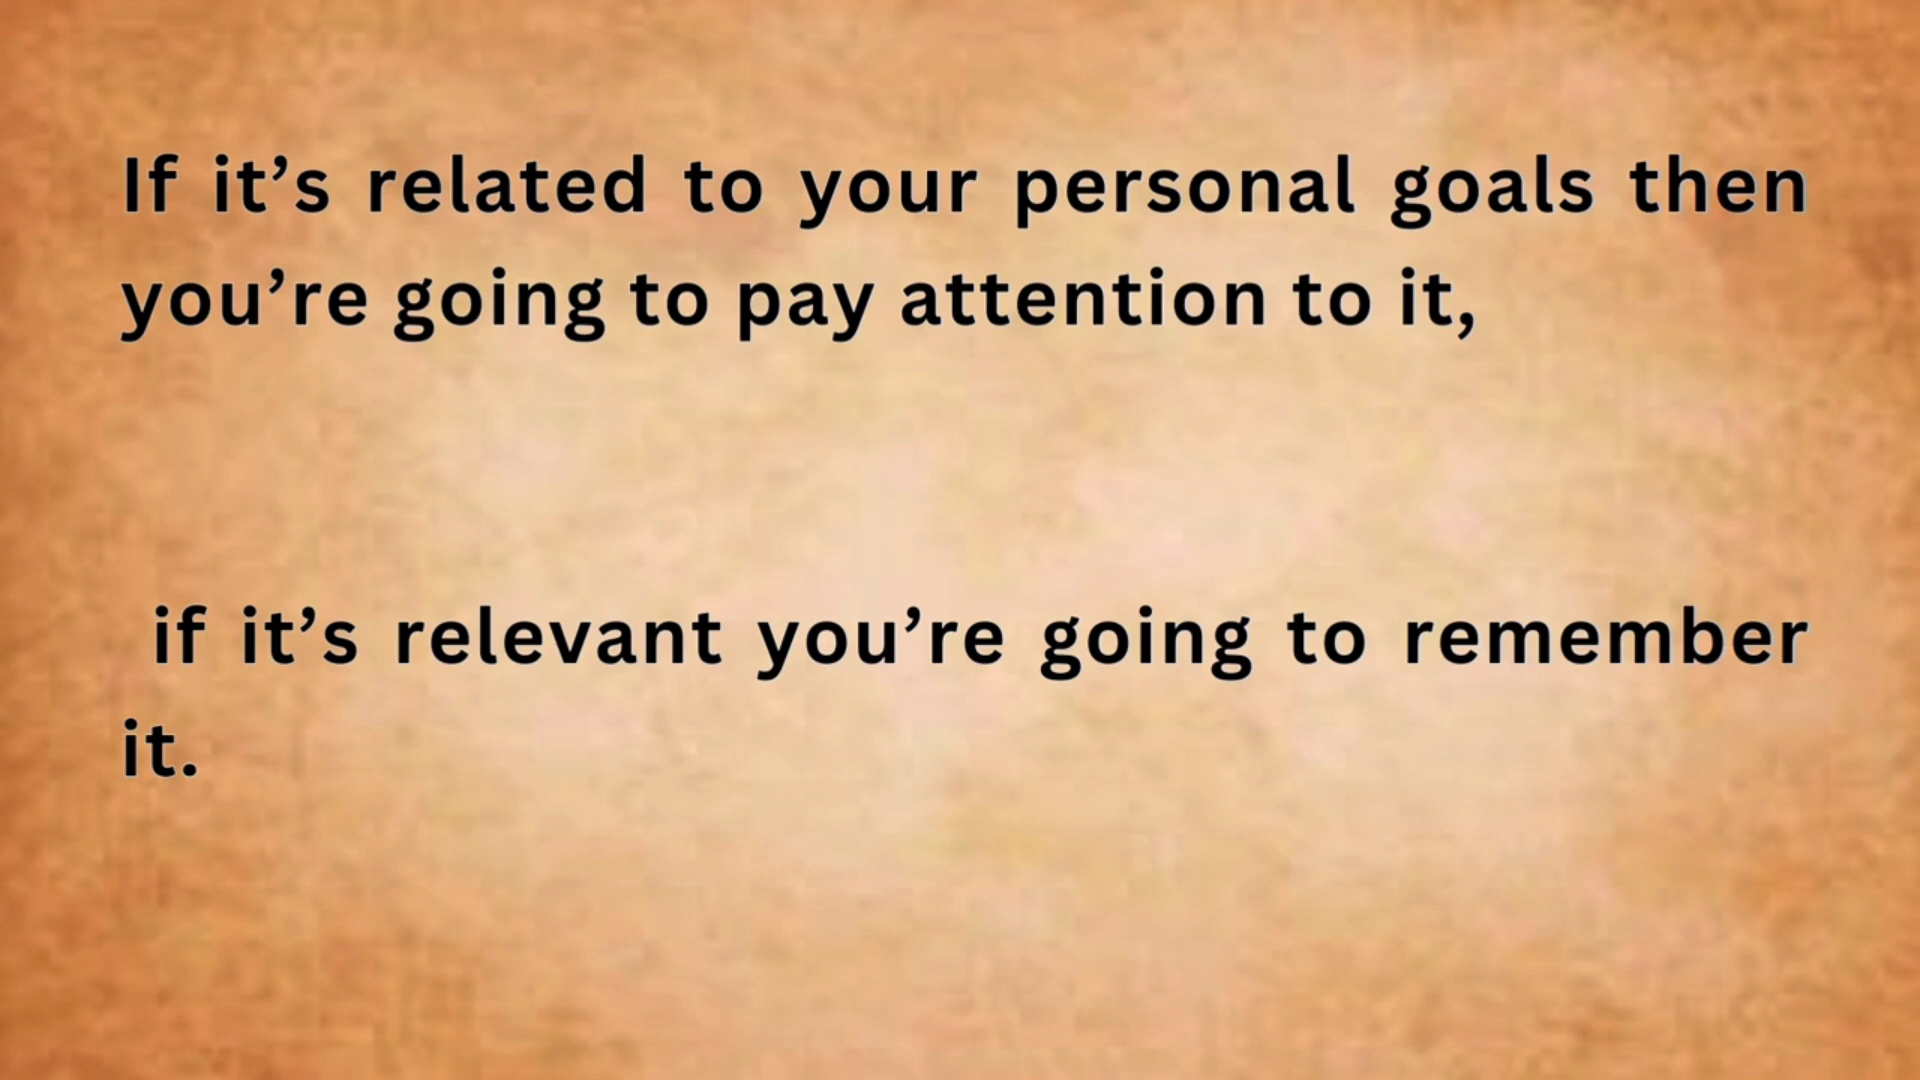 If it’s related to your personal goals then
you’re going to pay attention to it,
if it’s relevant you’re going to remember
it.